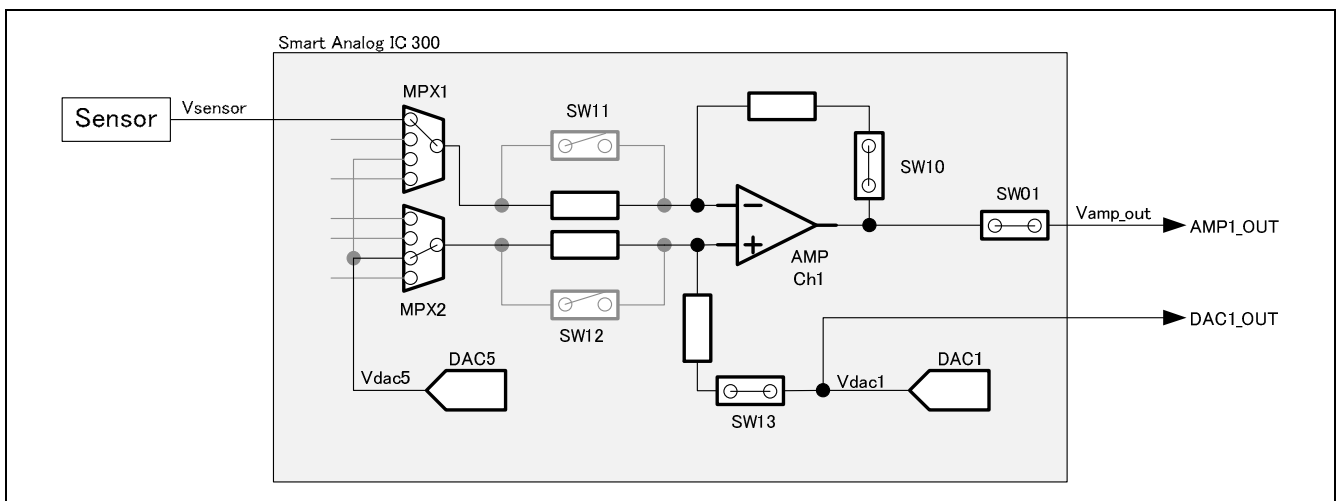 Smart Analog IC 300
MPX1
Sensor
Vsensor
SW11
SW10
SW01
Vamp_out
AMP1_OUT
AMP
Ch1
MPX2
SW12
DAC1_OUT
DAC5
DAC1
Vdac5
Vdac1
SW13